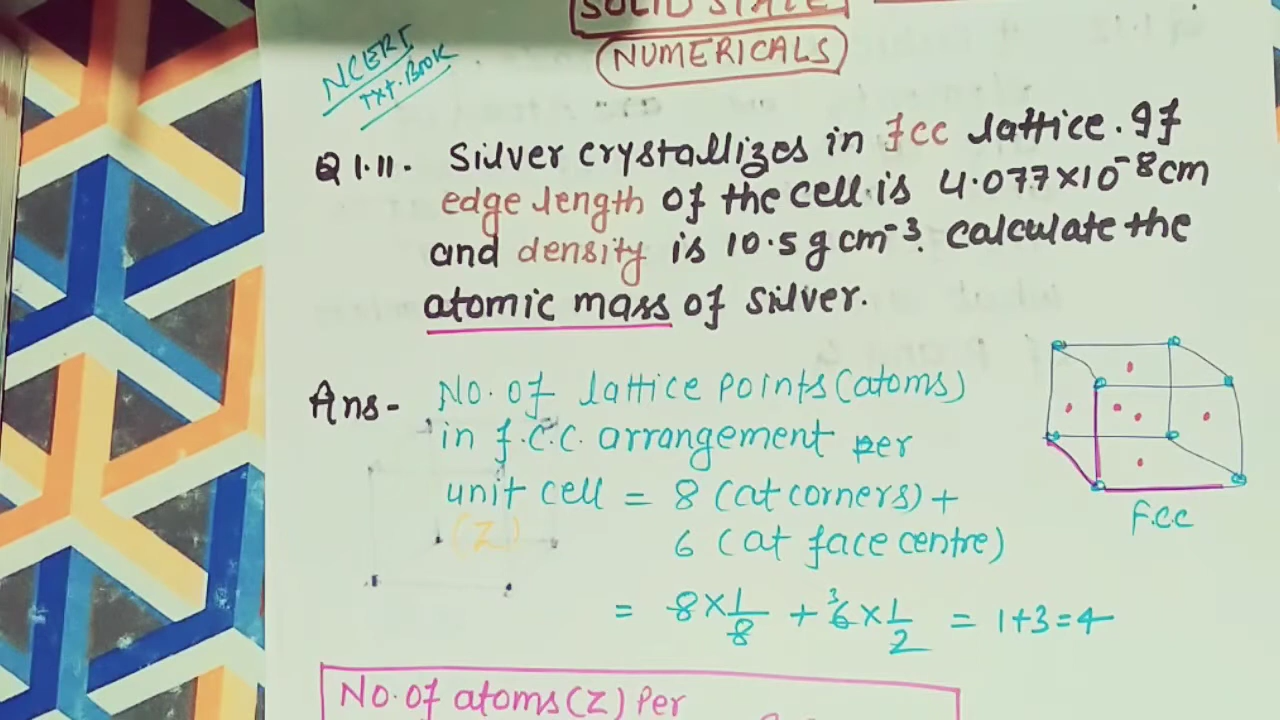 SOLID STATE
NUMERICALS
NCERT
TXT.BOOK
Q 1.11. Silver crystallizes in fcc lattice. If
edge length of the cell is 4.077×10⁻⁸cm
and density is 10.5 g cm⁻³. calculate the
atomic mass of silver.
Ans- No. of lattice points (atoms)
in f.c.c. arrangement per
unit cell = 8 (at corners) +
(Z)
6 (at face centre)
F.C.C
= 8×1/8 + 6³×1/2 = 1+3=4
No. of atoms (Z) Per